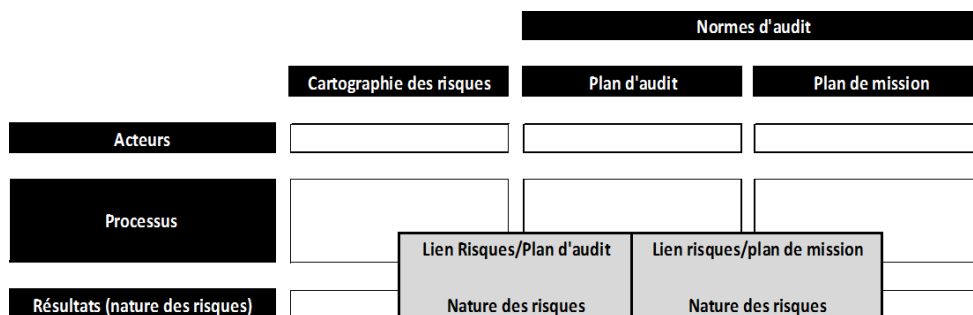 Normes d'audit
Cartographie des risques
Plan d'audit
Plan de mission
Acteurs
Processus
Lien Risques/Plan d'audit
Lien risques/plan de mission
Résultats (nature des risques)
Nature des risques
Nature des risques